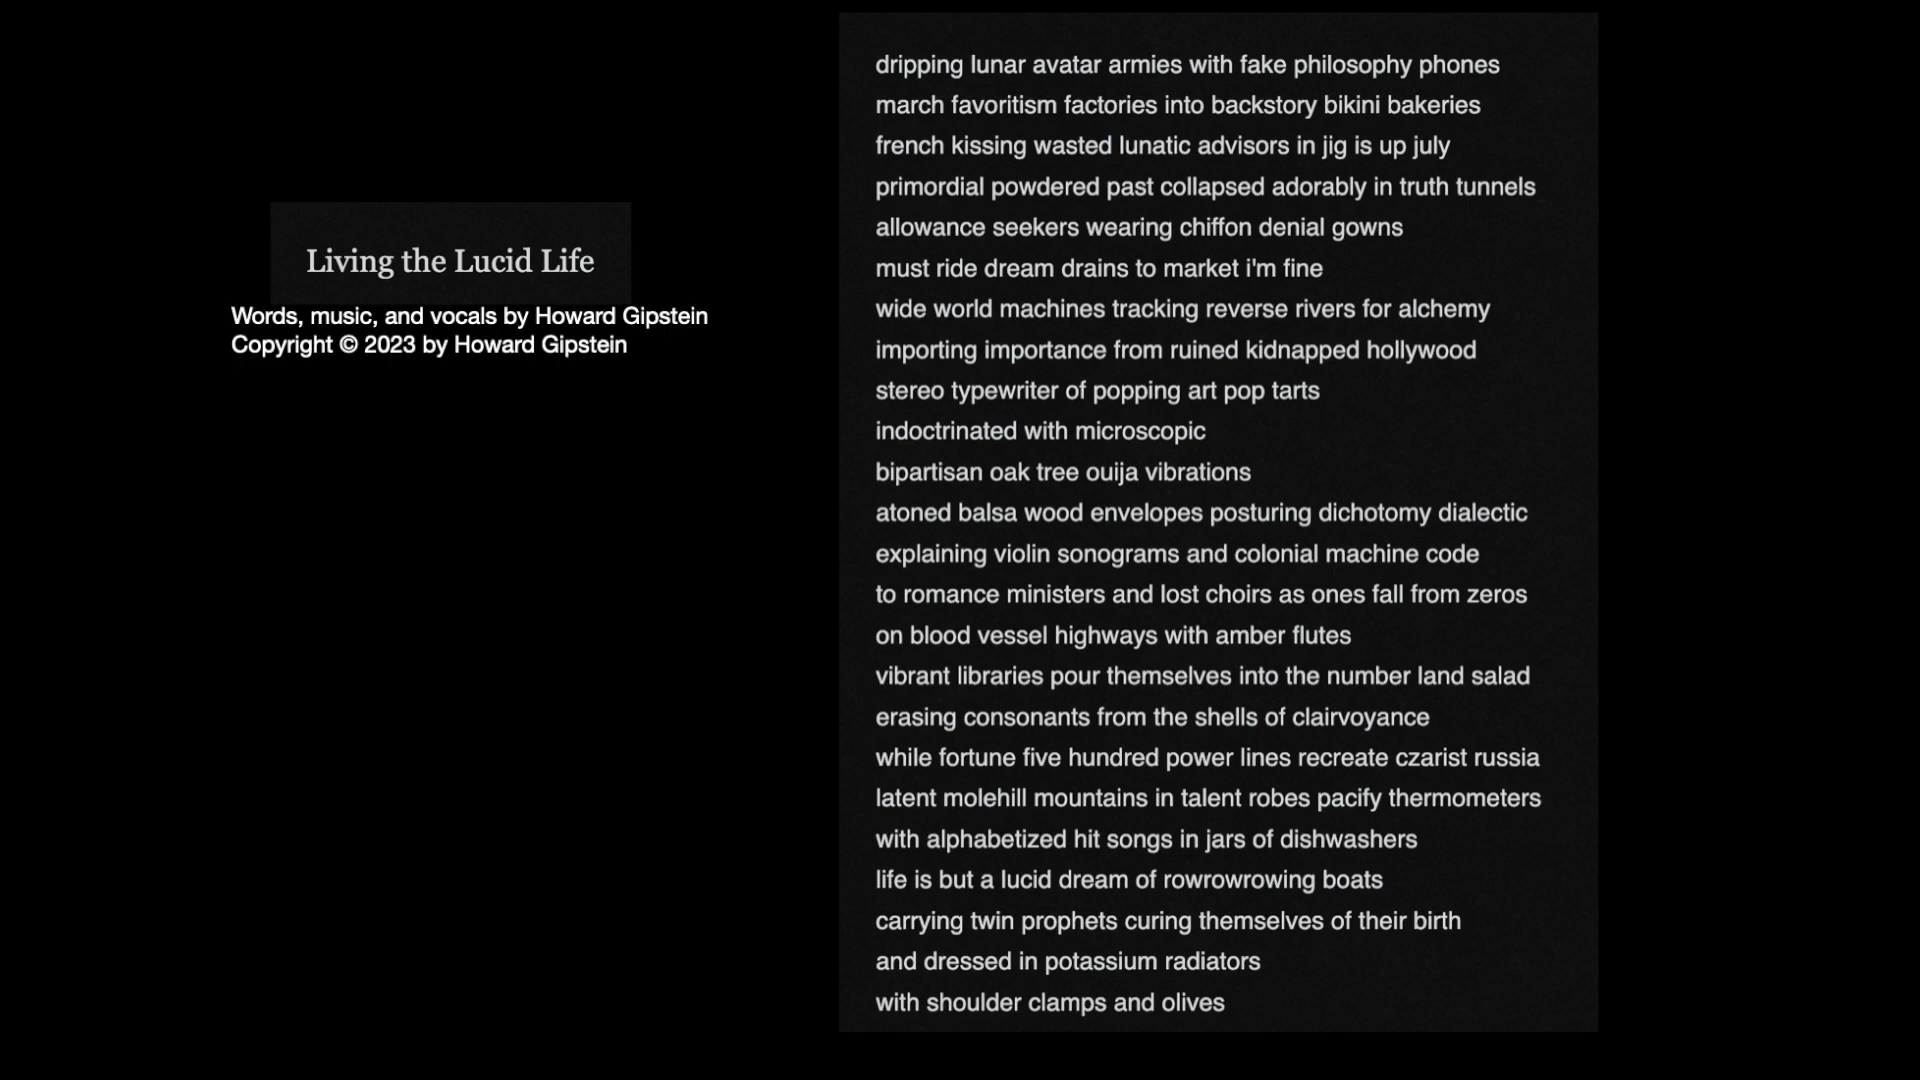 Living the Lucid Life
Words, music, and vocals by Howard Gipstein
Copyright © 2023 by Howard Gipstein
dripping lunar avatar armies with fake philosophy phones
march favoritism factories into backstory bikini bakeries
french kissing wasted lunatic advisors in jig is up july
primordial powdered past collapsed adorably in truth tunnels
allowance seekers wearing chiffon denial gowns
must ride dream drains to market i'm fine
wide world machines tracking reverse rivers for alchemy
importing importance from ruined kidnapped hollywood
stereo typewriter of popping art pop tarts
indoctrinated with microscopic
bipartisan oak tree ouija vibrations
atoned balsa wood envelopes posturing dichotomy dialectic
explaining violin sonograms and colonial machine code
to romance ministers and lost choirs as ones fall from zeros
on blood vessel highways with amber flutes
vibrant libraries pour themselves into the number land salad
erasing consonants from the shells of clairvoyance
while fortune five hundred power lines recreate czarist russia
latent molehill mountains in talent robes pacify thermometers
with alphabetized hit songs in jars of dishwashers
life is but a lucid dream of rowrowrowing boats
carrying twin prophets curing themselves of their birth
and dressed in potassium radiators
with shoulder clamps and olives